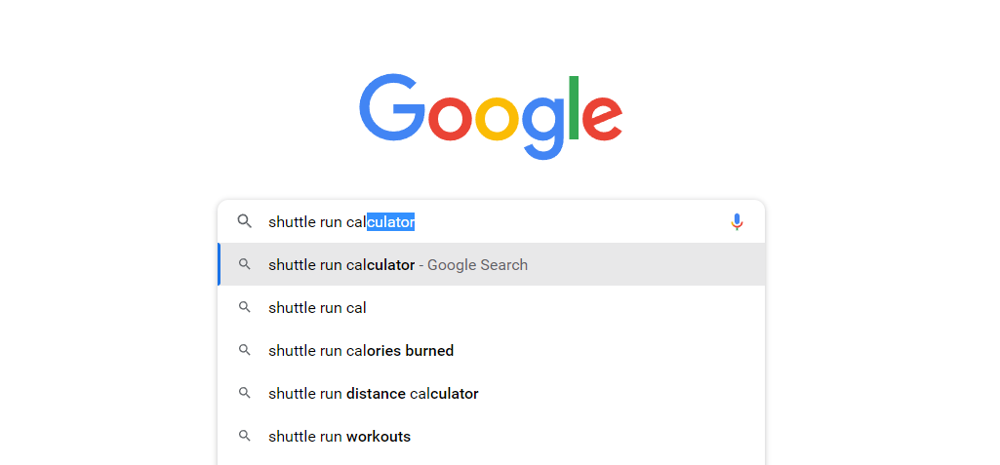 Google
shuttle run calculator
shuttle run calculator - Google Search
shuttle run cal
shuttle run calories burned
shuttle run distance calculator
shuttle run workouts